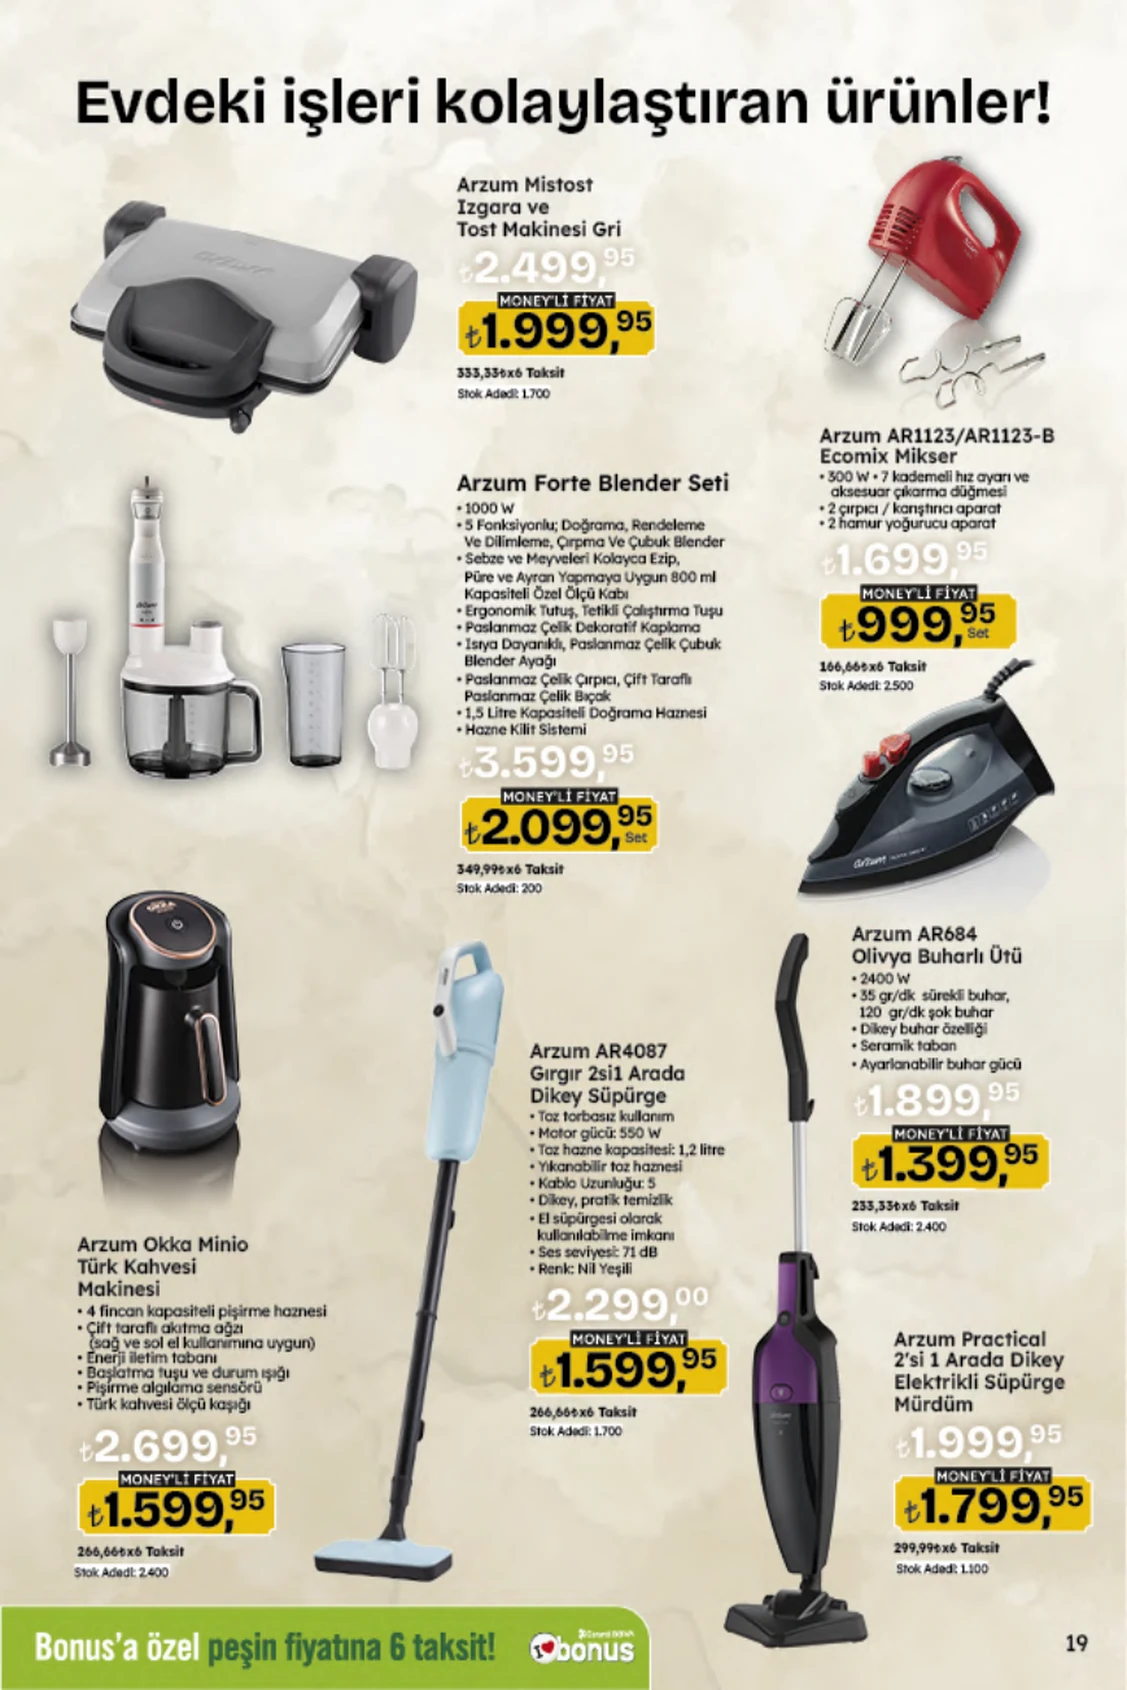 Evdeki işleri kolaylaştıran ürünler!
Arzum Mistost
Izgara ve
Tost Makinesi Gri
₺2.499,95
MONEY'Lİ FİYAT
₺1.999,95
333,33₺x6 Taksit
Stok Adedi: 1.700
Arzum AR1123/AR1123-B
Ecomix Mikser
• 300 W • 7 kademeli hız ayarı ve
aksesuar çıkarma düğmesi
• 2 çırpıcı / karıştırıcı aparat
• 2 hamur yoğurucu aparat
₺1.699,95
MONEY'Lİ FİYAT
₺999,95
Set
166,66₺x6 Taksit
Stok Adedi: 2.500
Arzum Forte Blender Seti
• 1000 W
• 5 Fonksiyonlu; Doğrama, Rendeleme
Ve Dilimleme, Çırpma Ve Çubuk Blender
• Sebze ve Meyveleri Kolayca Ezip,
Püre ve Ayran Yapmaya Uygun 800 ml
Kapasiteli Özel Ölçü Kabı
• Ergonomik Tutuş, Tetikli Çalıştırma Tuşu
• Paslanmaz Çelik Dekoratif Kaplama
• Isıya Dayanıklı, Paslanmaz Çelik Çubuk
Blender Ayağı
• Paslanmaz Çelik Çırpıcı, Çift Taraflı
Paslanmaz Çelik Bıçak
• 1,5 Litre Kapasiteli Doğrama Haznesi
• Hazne Kilit Sistemi
₺3.599,95
MONEY'Lİ FİYAT
₺2.099,95
Set
349,99₺x6 Taksit
Stok Adedi: 200
Arzum AR684
Olivya Buharlı Ütü
• 2400 W
• 35 gr/dk sürekli buhar,
120 gr/dk şok buhar
• Dikey buhar özelliği
• Seramik taban
• Ayarlanabilir buhar gücü
₺1.899,95
MONEY'Lİ FİYAT
₺1.399,95
233,33₺x6 Taksit
Stok Adedi: 2.400
Arzum AR4087
Gırgır 2si1 Arada
Dikey Süpürge
• Toz torbasız kullanım
• Motor gücü: 550 W
• Toz hazne kapasitesi: 1,2 litre
• Yıkanabilir toz haznesi
• Kablo Uzunluğu: 5
• Dikey, pratik temizlik
• El süpürgesi olarak
kullanılabilme imkanı
• Ses seviyesi: 71 dB
• Renk: Nil Yeşili
₺2.299,00
MONEY'Lİ FİYAT
₺1.599,95
266,66₺x6 Taksit
Stok Adedi: 1.700
Arzum Okka Minio
Türk Kahvesi
Makinesi
• 4 fincan kapasiteli pişirme haznesi
• Çift taraflı akıtma ağzı
(sağ ve sol el kullanımına uygun)
• Enerji iletim tabanı
• Başlatma tuşu ve durum ışığı
• Pişirme algılama sensörü
• Türk kahvesi ölçü kaşığı
₺2.699,95
MONEY'Lİ FİYAT
₺1.599,95
266,66₺x6 Taksit
Stok Adedi: 2.400
Arzum Practical
2'si 1 Arada Dikey
Elektrikli Süpürge
Mürdüm
₺1.999,95
MONEY'Lİ FİYAT
₺1.799,95
299,99₺x6 Taksit
Stok Adedi: 1.100
Bonus'a özel peşin fiyatına 6 taksit!
bonus
19